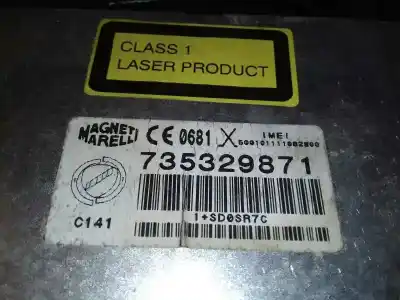 CLASS 1
LASER PRODUCT
MAGNETI MARELLI
CE 0681
IMEI
735329871
C141
1+SD0SR7C